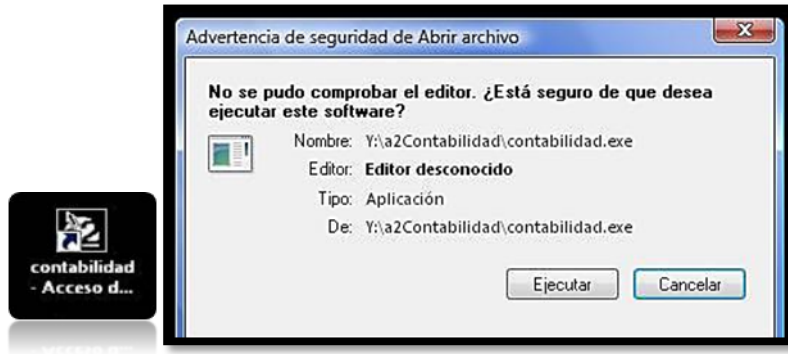 Advertencia de seguridad de Abrir archivo
No se pudo comprobar el editor. ¿Está seguro de que desea
ejecutar este software?
Nombre: Y:\a2Contabilidad\contabilidad.exe
Editor: Editor desconocido
Tipo: Aplicación
De: Y:\a2Contabilidad\contabilidad.exe
Ejecutar Cancelar
contabilidad
- Acceso d...